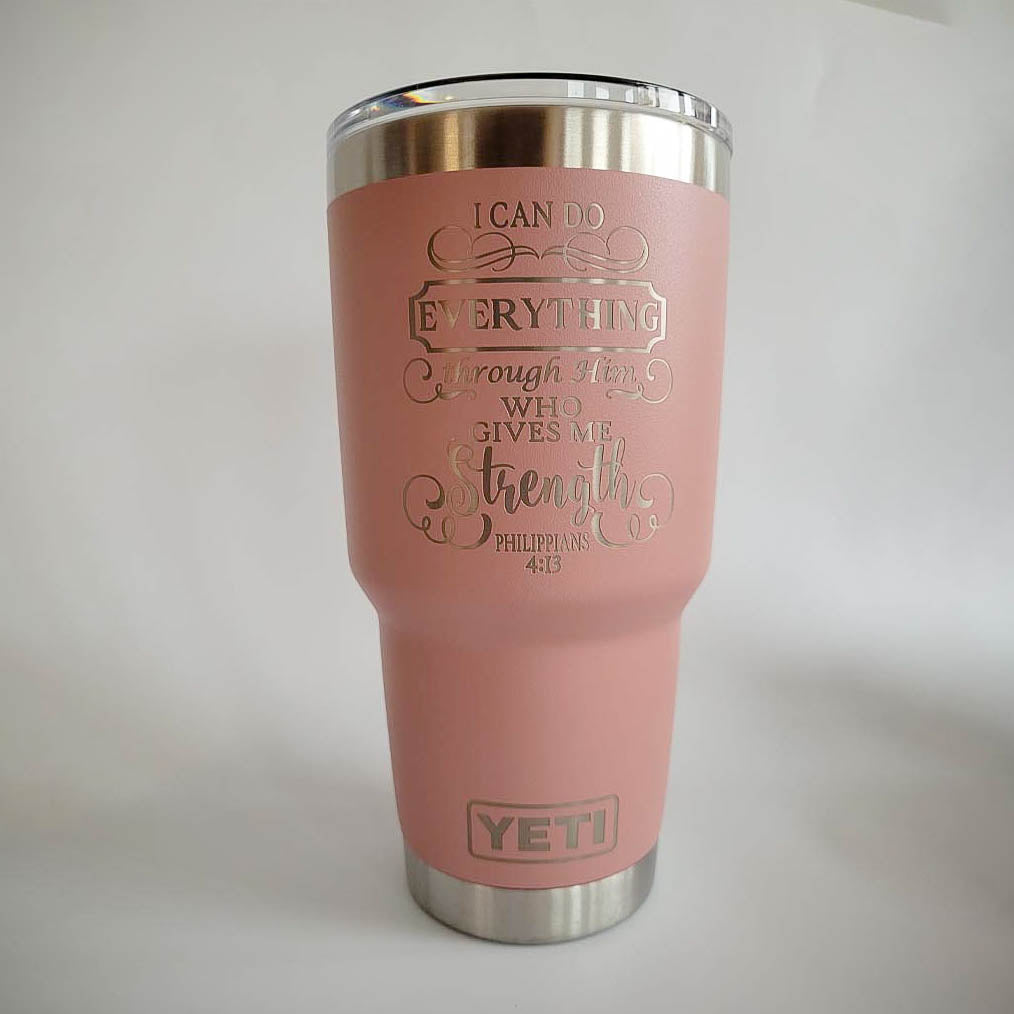 I CAN DO
EVERYTHING
through Him
WHO
GIVES ME
Strength
PHILIPPIANS
4:13
YETI